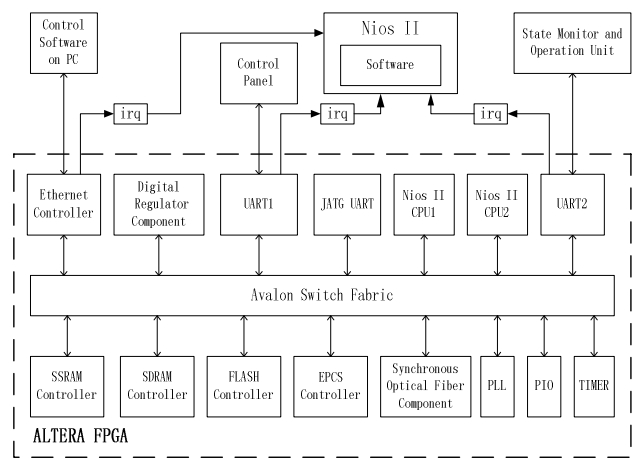 Control
Software
on PC
Nios II
Software
State Monitor and
Operation Unit
Control
Panel
irq
irq
irq
Ethernet
Controller
Digital
Regulator
Component
UART1
JATG UART
Nios II
CPU1
Nios II
CPU2
UART2
Avalon Switch Fabric
SSRAM
Controller
SDRAM
Controller
FLASH
Controller
EPCS
Controller
Synchronous
Optical Fiber
Component
PLL
PIO
TIMER
ALTERA FPGA